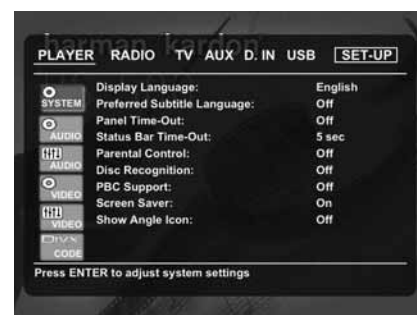 harman kardon
PLAYER RADIO TV AUX D. IN USB SET-UP
SYSTEM
AUDIO
AUDIO
VIDEO
VIDEO
DivX
CODE
Display Language: English
Preferred Subtitle Language: Off
Panel Time-Out: Off
Status Bar Time-Out: 5 sec
Parental Control: Off
Disc Recognition: Off
PBC Support: Off
Screen Saver: On
Show Angle Icon: Off
Press ENTER to adjust system settings